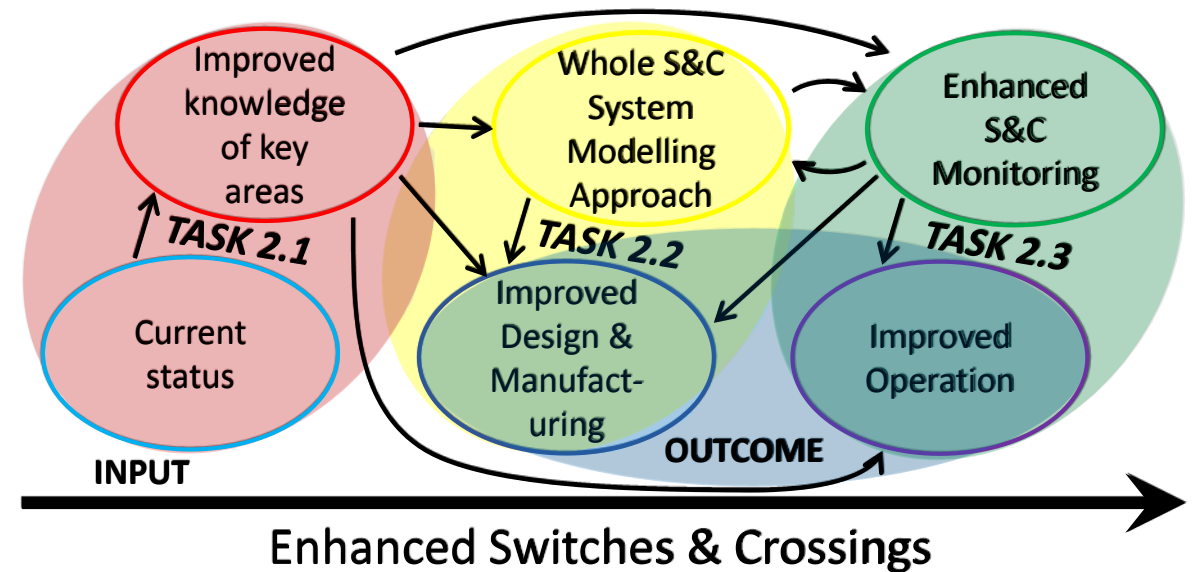 Improved
knowledge
of key
areas
TASK 2.1
Current
status
INPUT
Whole S&C
System
Modelling
Approach
TASK 2.2
Improved
Design &
Manufact-
uring
OUTCOME
Enhanced
S&C
Monitoring
TASK 2.3
Improved
Operation
Enhanced Switches & Crossings